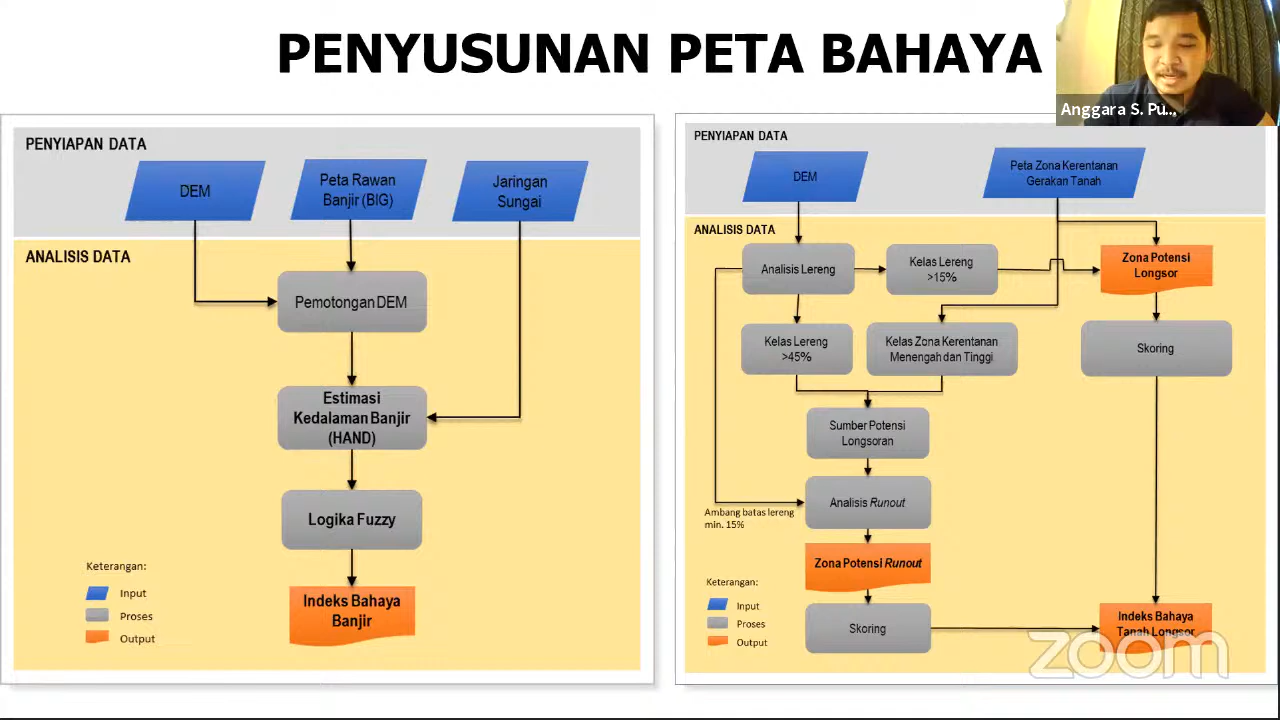 PENYUSUNAN PETA BAHAYA
Anggara S. Pu...
PENYIAPAN DATA
DEM
Peta Rawan
Banjir (BIG)
Jaringan
Sungai
ANALISIS DATA
Pemotongan DEM
Estimasi
Kedalaman Banjir
(HAND)
Logika Fuzzy
Indeks Bahaya
Banjir
Keterangan:
Input
Proses
Output
PENYIAPAN DATA
DEM
Peta Zona Kerentanan
Gerakan Tanah
ANALISIS DATA
Analisis Lereng
Kelas Lereng
>15%
Zona Potensi
Longsor
Kelas Lereng
>45%
Kelas Zona Kerentanan
Menengah dan Tinggi
Skoring
Sumber Potensi
Longsoran
Analisis Runout
Ambang batas lereng
min. 15%
Zona Potensi Runout
Skoring
Indeks Bahaya
Tanah Longsor
Keterangan:
Input
Proses
Output
zoom